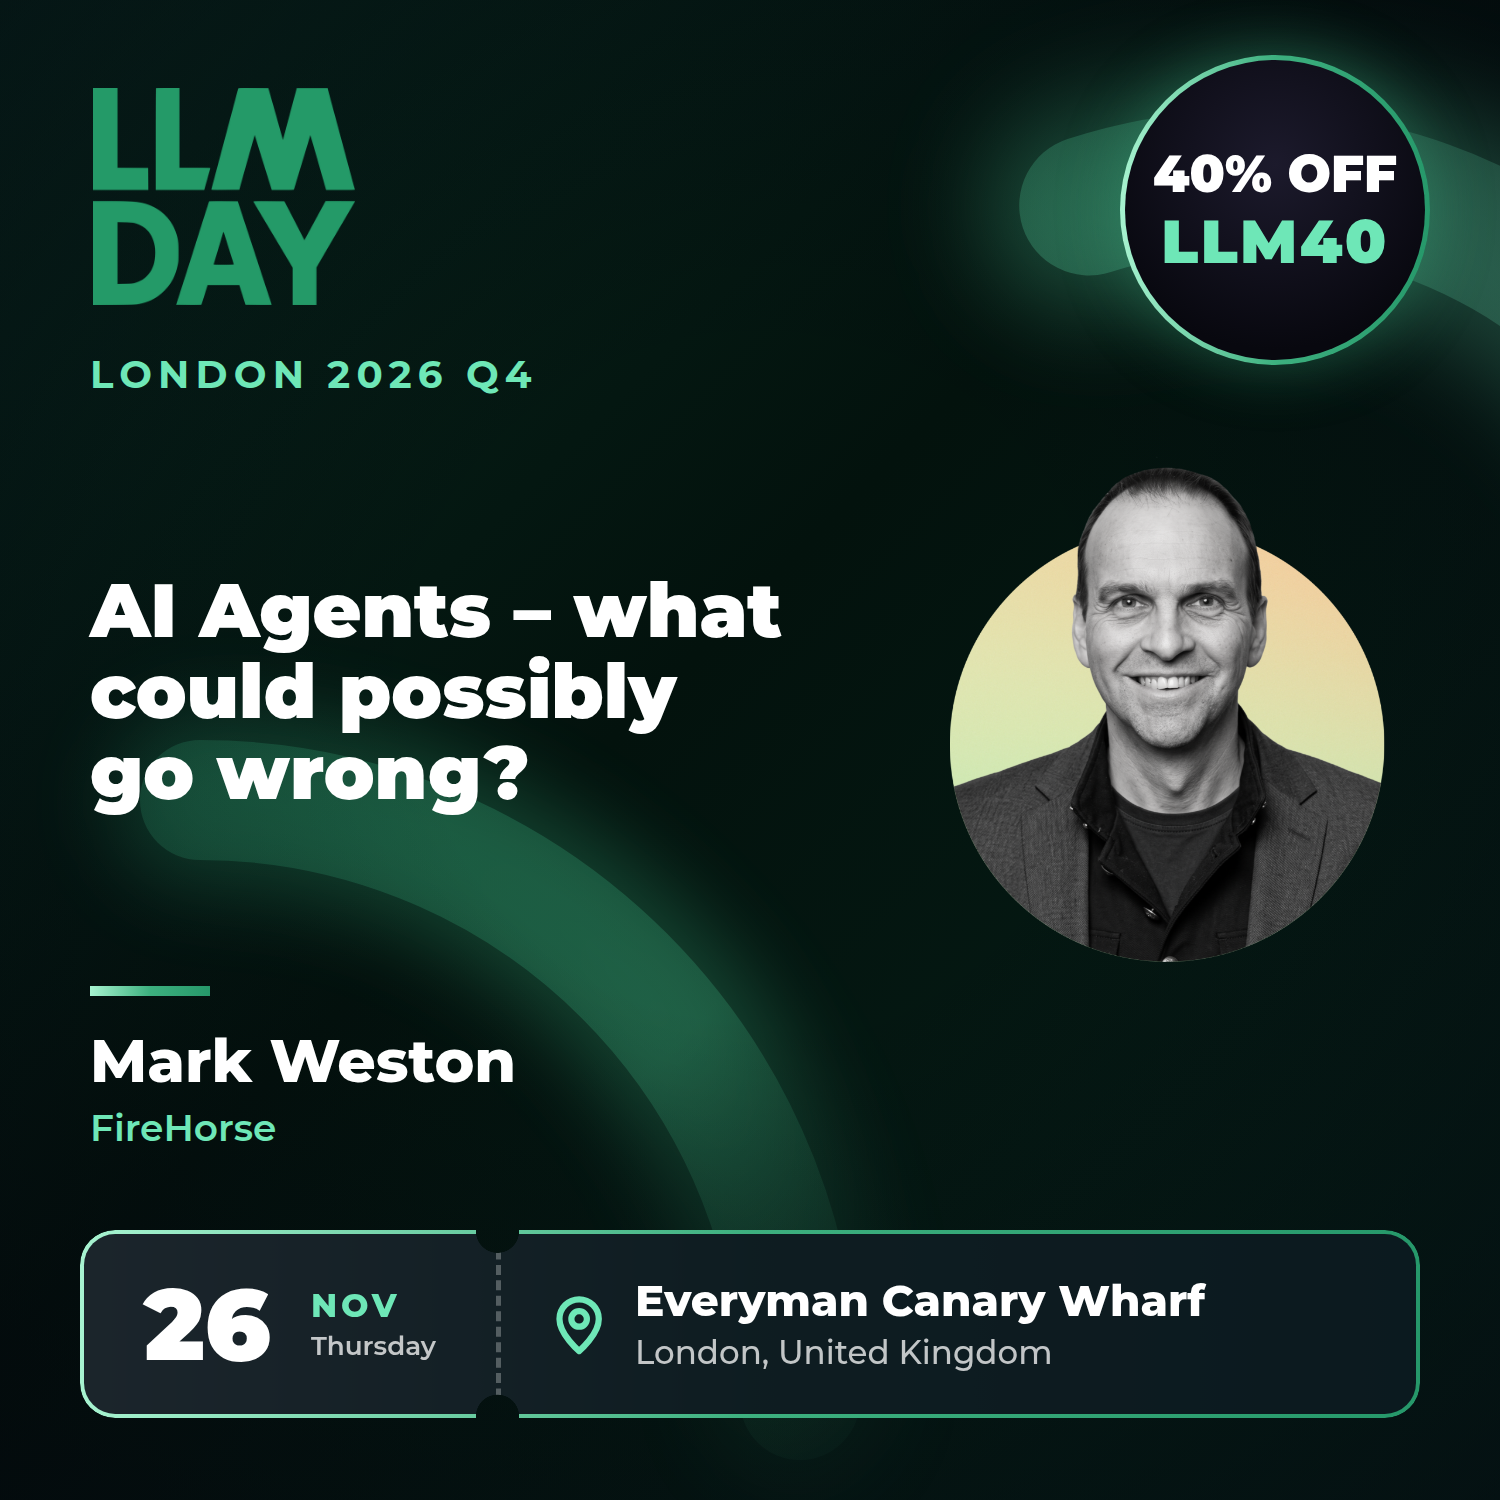 LLM
DAY
LONDON 2026 Q4
40% OFF
LLM40
AI Agents – what
could possibly
go wrong?
Mark Weston
FireHorse
26
NOV
Thursday
Everyman Canary Wharf
London, United Kingdom